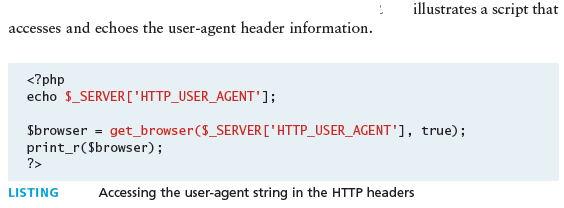 illustrates a script that
accesses and echoes the user-agent header information.
<?php
echo $_SERVER['HTTP_USER_AGENT'];
$browser = get_browser($_SERVER['HTTP_USER_AGENT'], true);
print_r($browser);
?>
LISTING Accessing the user-agent string in the HTTP headers